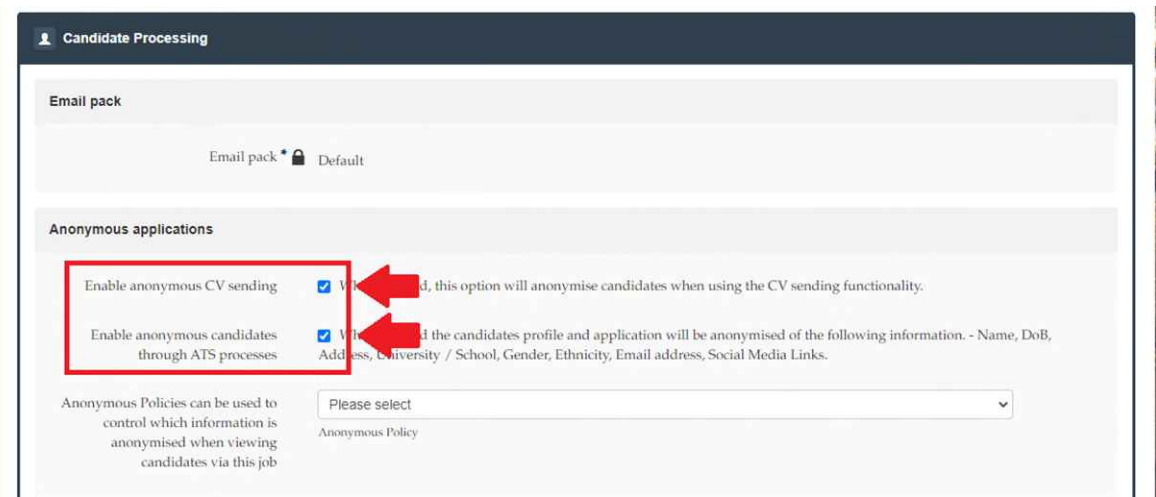 Candidate Processing
Email pack
Email pack * Default
Anonymous applications
Enable anonymous CV sending
d, this option will anonymise candidates when using the CV sending functionality.
Enable anonymous candidates
through ATS processes
d the candidates profile and application will be anonymised of the following information. - Name, DoB,
Address, University / School, Gender, Ethnicity, Email address, Social Media Links.
Anonymous Policies can be used to
control which information is
anonymised when viewing
candidates via this job
Please select
Anonymous Policy